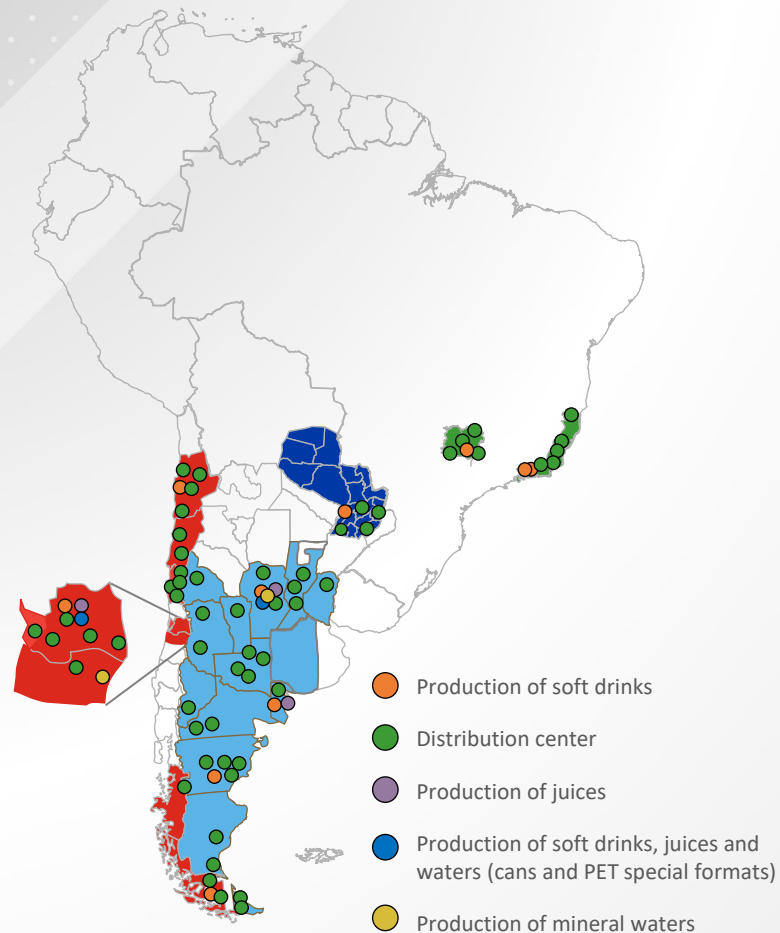 Production of soft drinks
Distribution center
Production of juices
Production of soft drinks, juices and
waters (cans and PET special formats)
Production of mineral waters